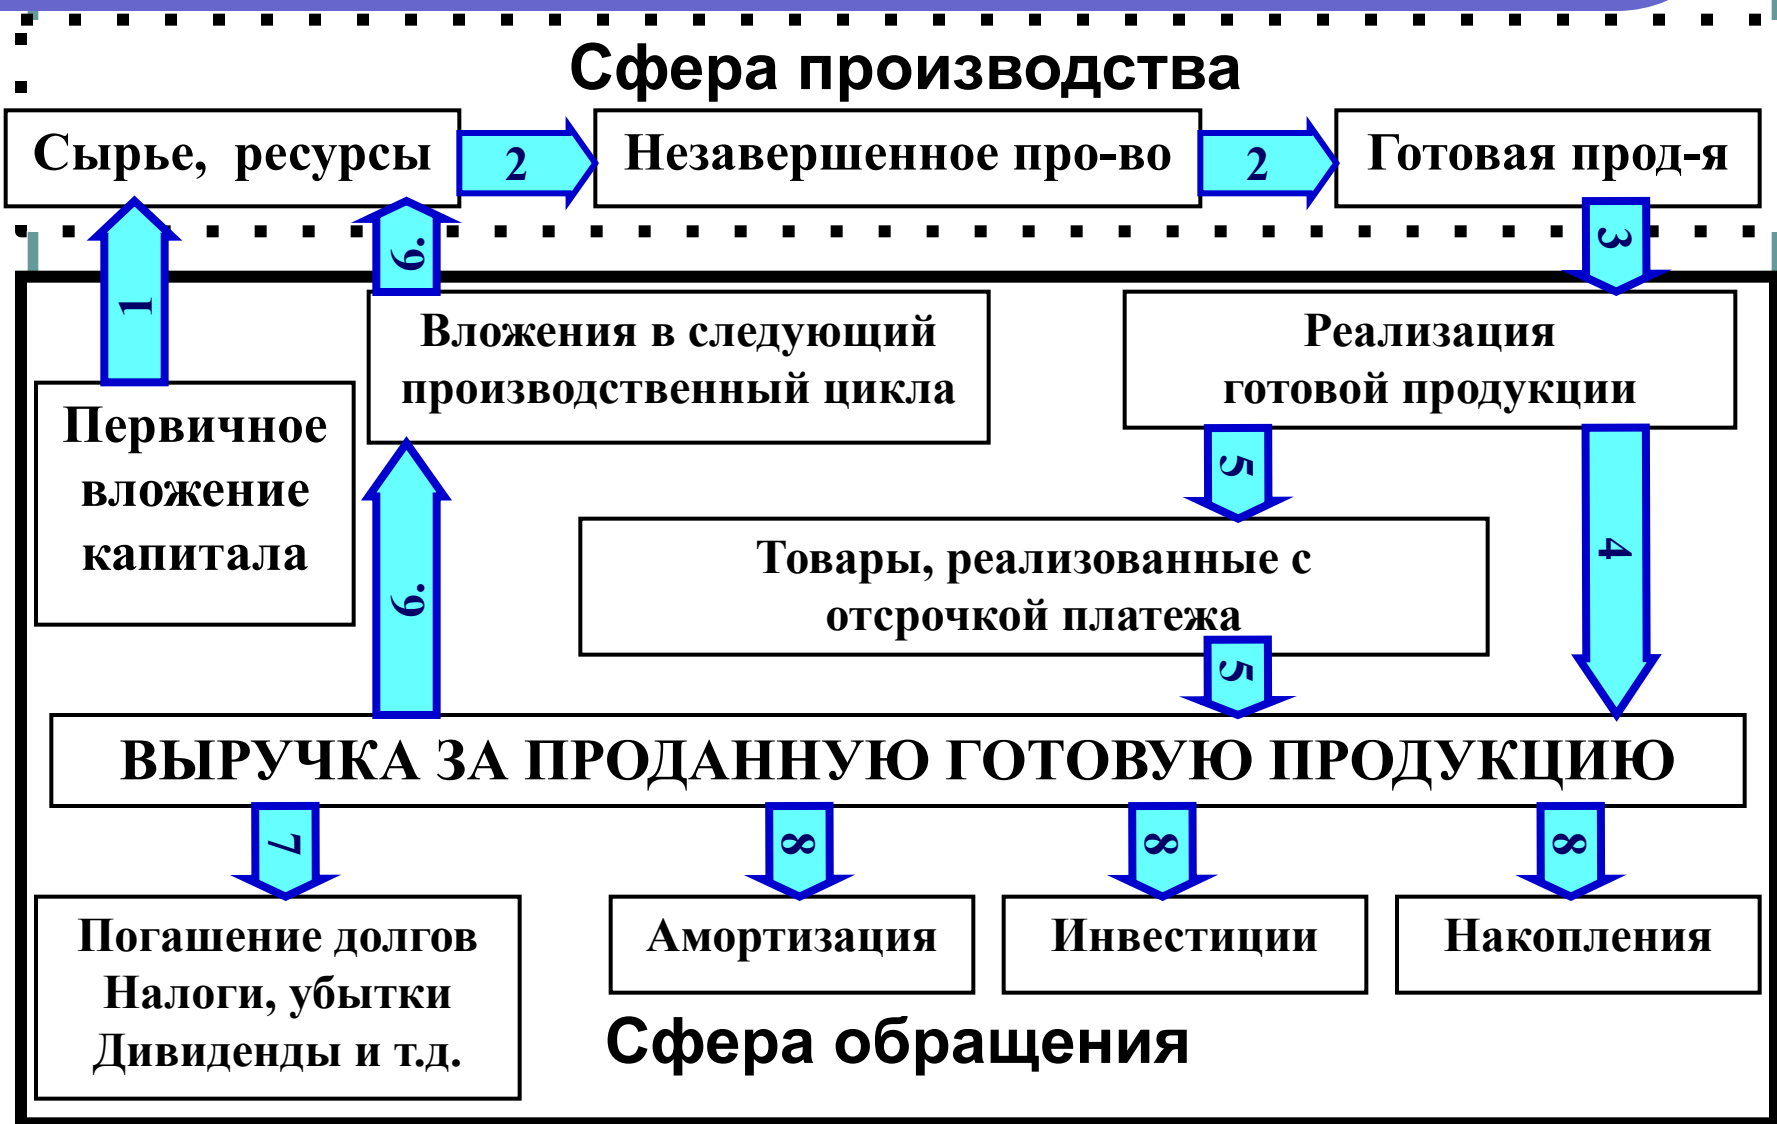 Сфера производства
Сырье, ресурсы
2
Незавершенное про-во
2
Готовая прод-я
1
9.
3
Вложения в следующий
производственный цикла
Реализация
готовой продукции
Первичное
вложение
капитала
5
4
9.
Товары, реализованные с
отсрочкой платежа
5
ВЫРУЧКА ЗА ПРОДАННУЮ ГОТОВУЮ ПРОДУКЦИЮ
7
8
8
8
Погашение долгов
Налоги, убытки
Дивиденды и т.д.
Амортизация
Инвестиции
Накопления
Сфера обращения